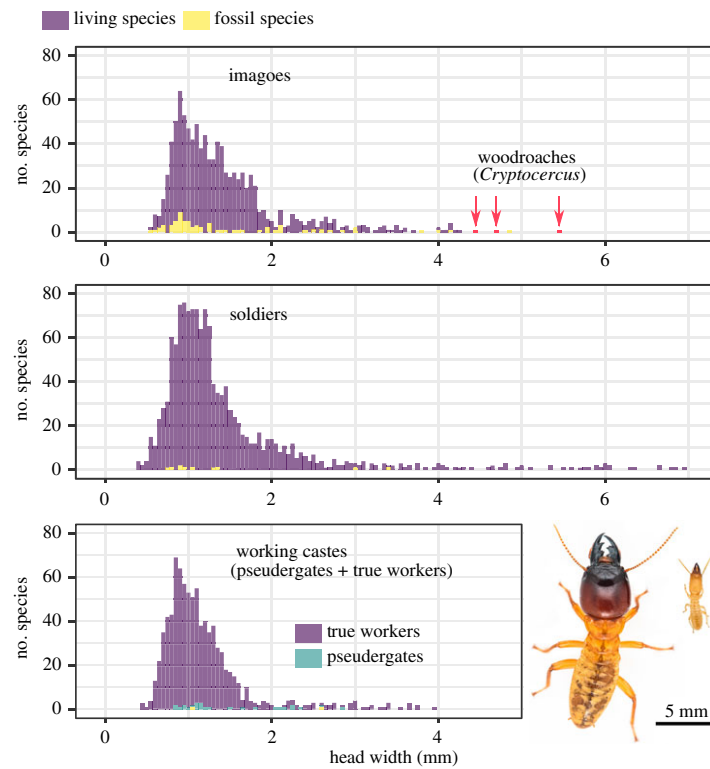 living species fossil species
80
60
40
20
0
no. species
imagoes
woodroaches
(Cryptocercus)
0 2 4 6
80
60
40
20
0
no. species
soldiers
0 2 4 6
80
60
40
20
0
no. species
working castes
(pseudergates + true workers)
true workers
pseudergates
0 2 4
head width (mm)
5 mm